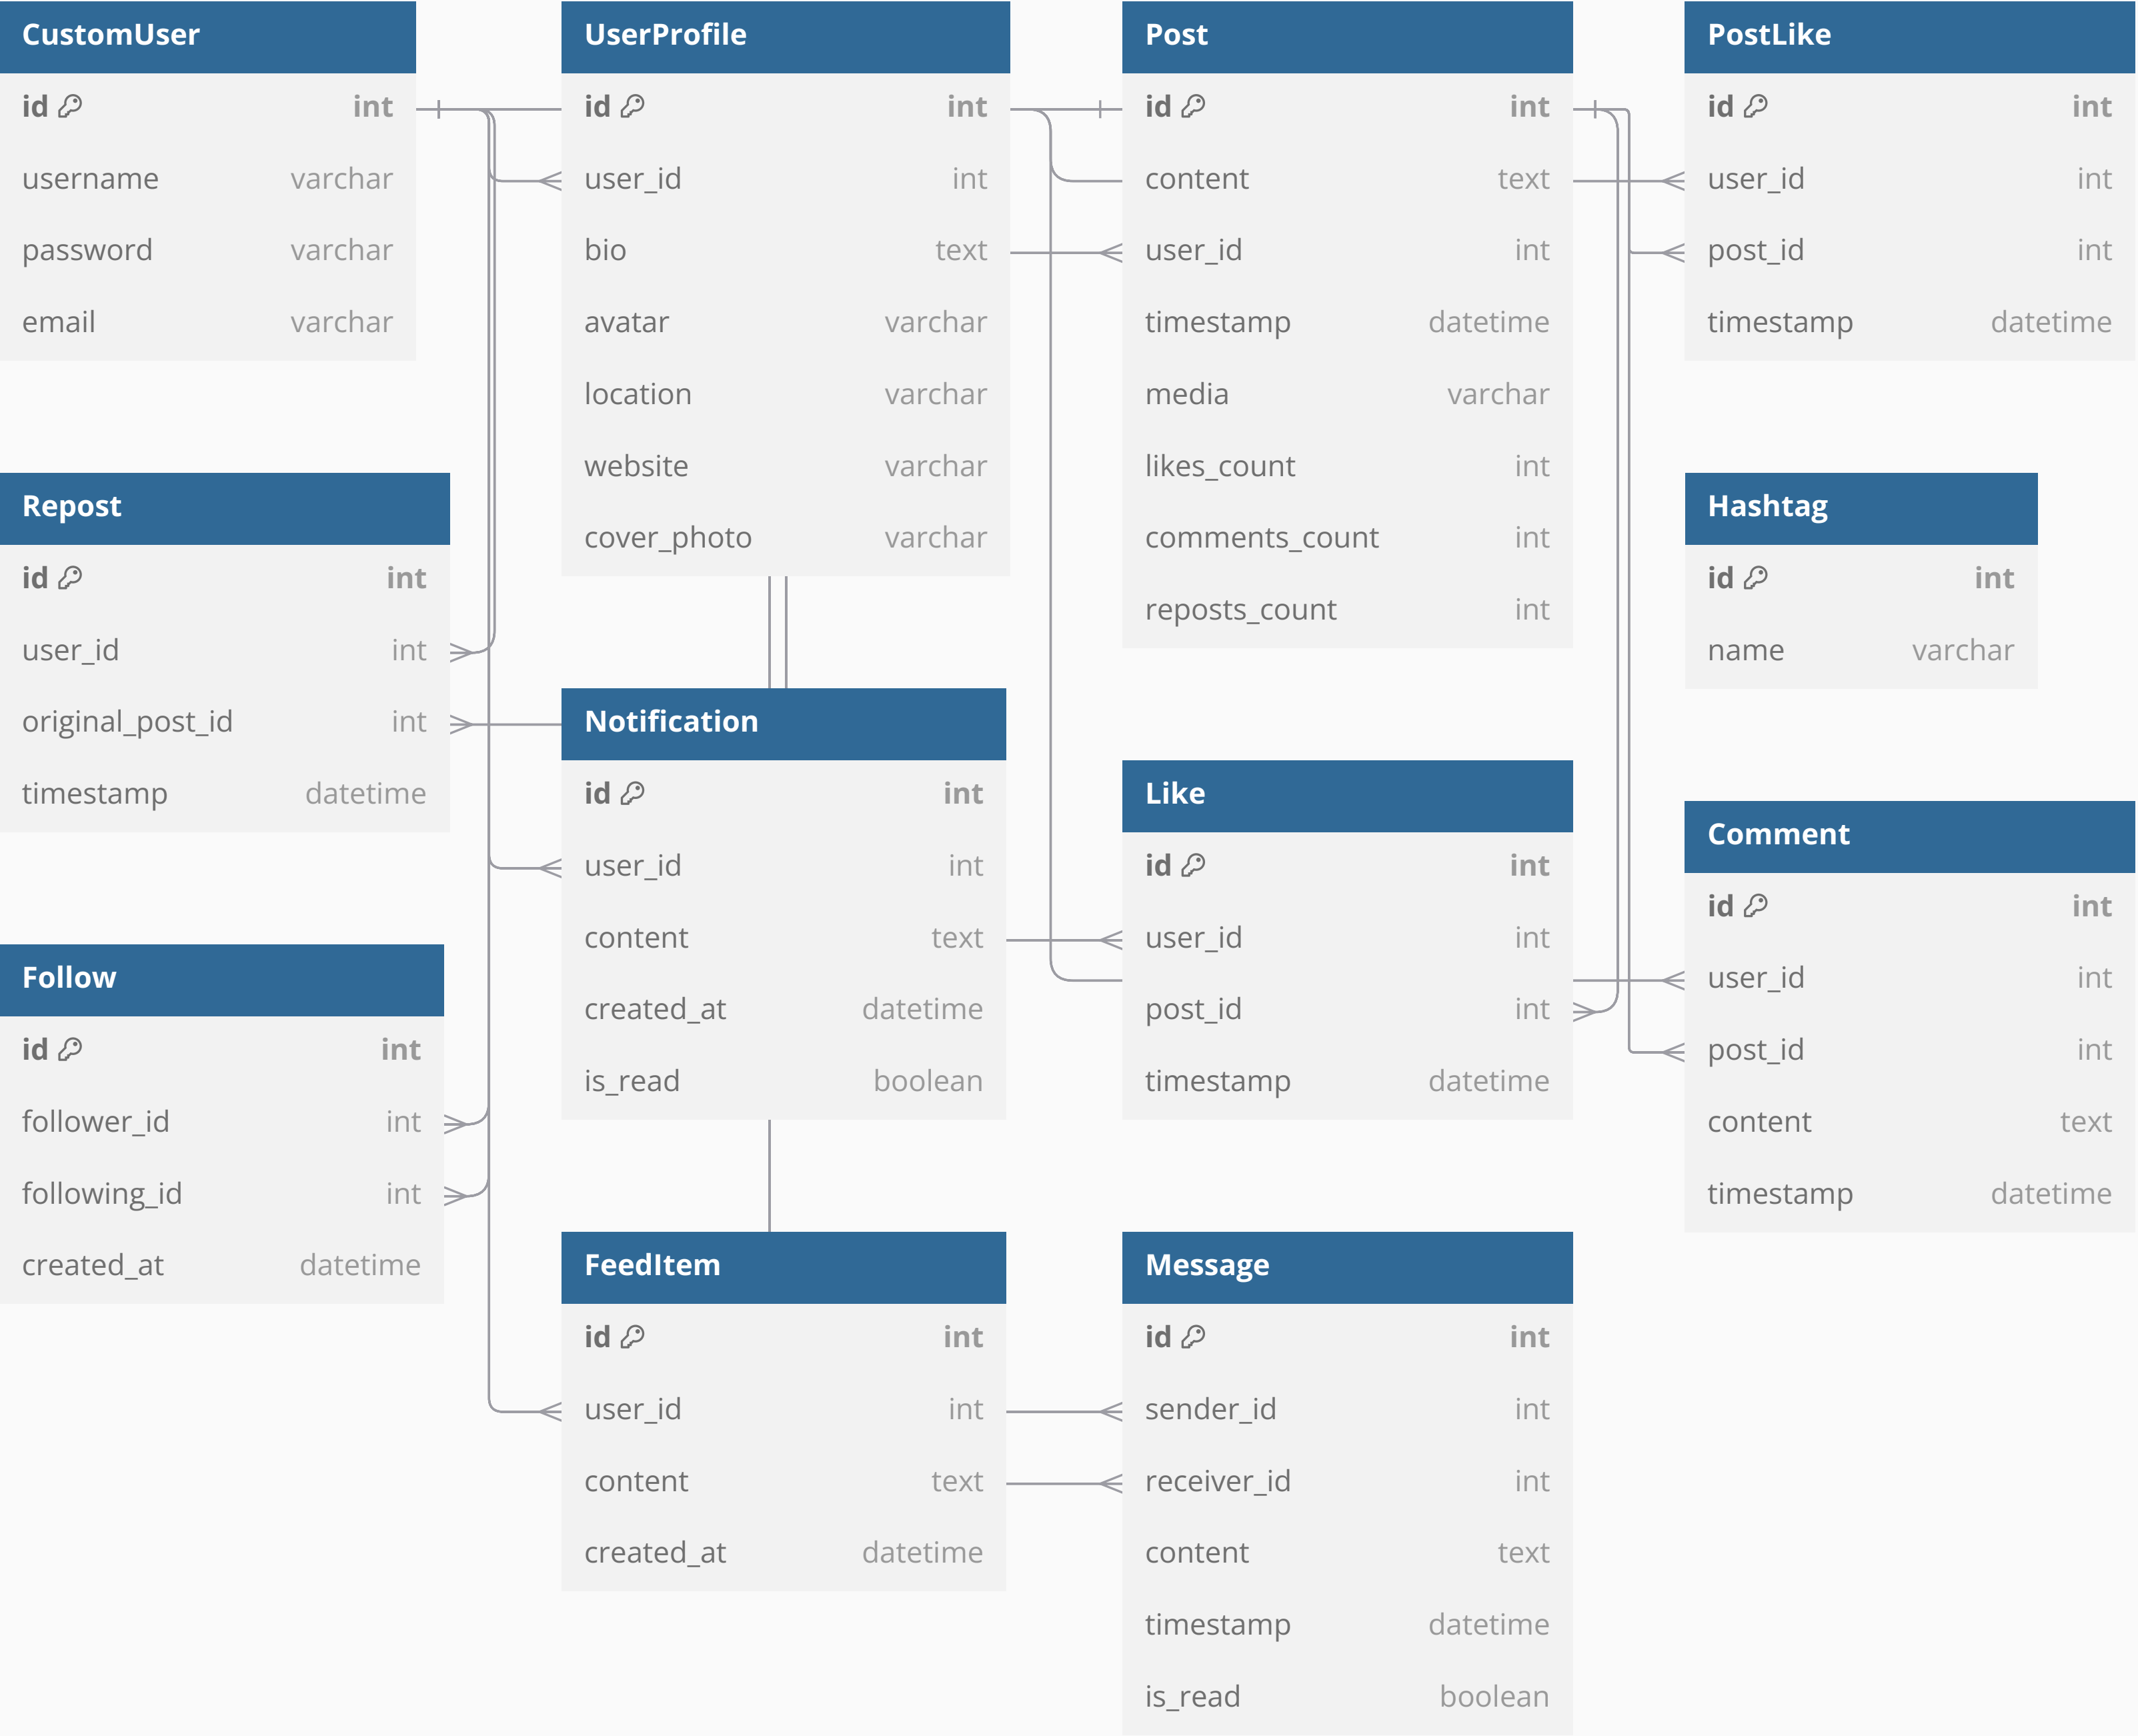 CustomUser
id int
username varchar
password varchar
email varchar
UserProfile
id int
user_id int
bio text
avatar varchar
location varchar
website varchar
cover_photo varchar
Post
id int
content text
user_id int
timestamp datetime
media varchar
likes_count int
comments_count int
reposts_count int
PostLike
id int
user_id int
post_id int
timestamp datetime
Repost
id int
user_id int
original_post_id int
timestamp datetime
Hashtag
id int
name varchar
Notification
id int
user_id int
content text
created_at datetime
is_read boolean
Like
id int
user_id int
post_id int
timestamp datetime
Comment
id int
user_id int
post_id int
content text
timestamp datetime
Follow
id int
follower_id int
following_id int
created_at datetime
FeedItem
id int
user_id int
content text
created_at datetime
Message
id int
sender_id int
receiver_id int
content text
timestamp datetime
is_read boolean